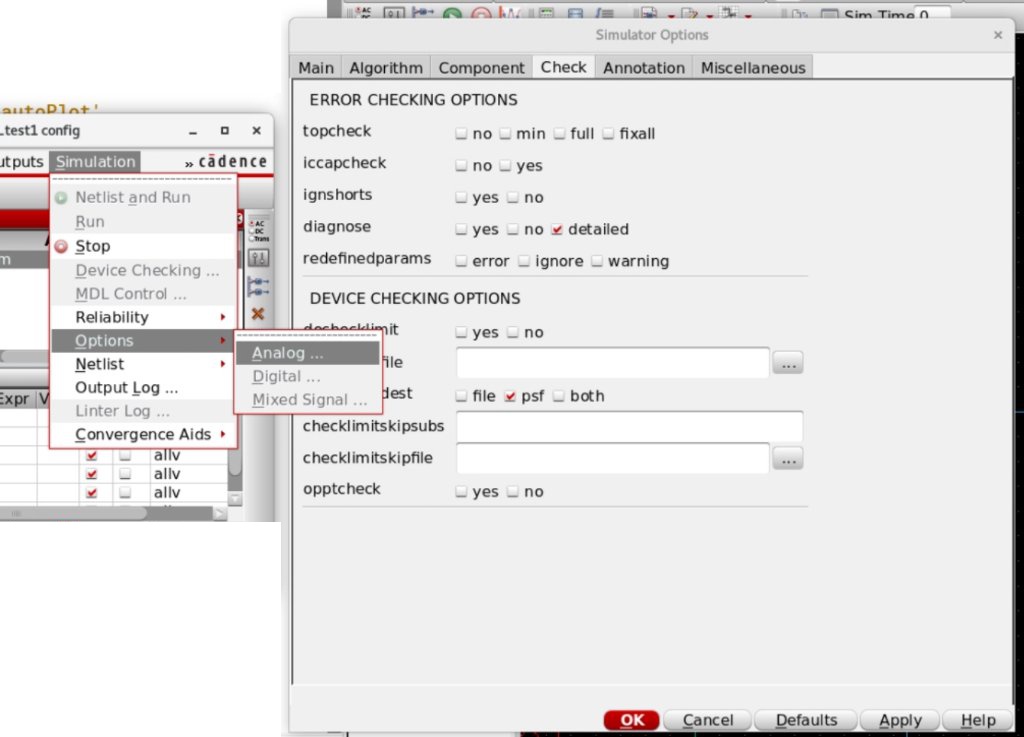 AC
DC
Sim Time 0
Simulator Options
Main Algorithm Component Check Annotation Miscellaneous
ERROR CHECKING OPTIONS
topcheck no min full fixall
iccapcheck no yes
ignshorts yes no
diagnose yes no detailed
redefinedparams error ignore warning
DEVICE CHECKING OPTIONS
yes no
file ...
dest file psf both
checklimitskipsubs
checklimitskipfile ...
opptcheck yes no
OK Cancel Defaults Apply Help
autoPlot'
_test1 config
utputs Simulation » cādence
Netlist and Run
Run
Stop
Device Checking ...
MDL Control ...
Reliability
Options
Netlist
Output Log ...
Linter Log ...
Convergence Aids
Analog ...
Digital ...
Mixed Signal ...
AC
DC
Trans
m
Expr V
allv
allv
allv